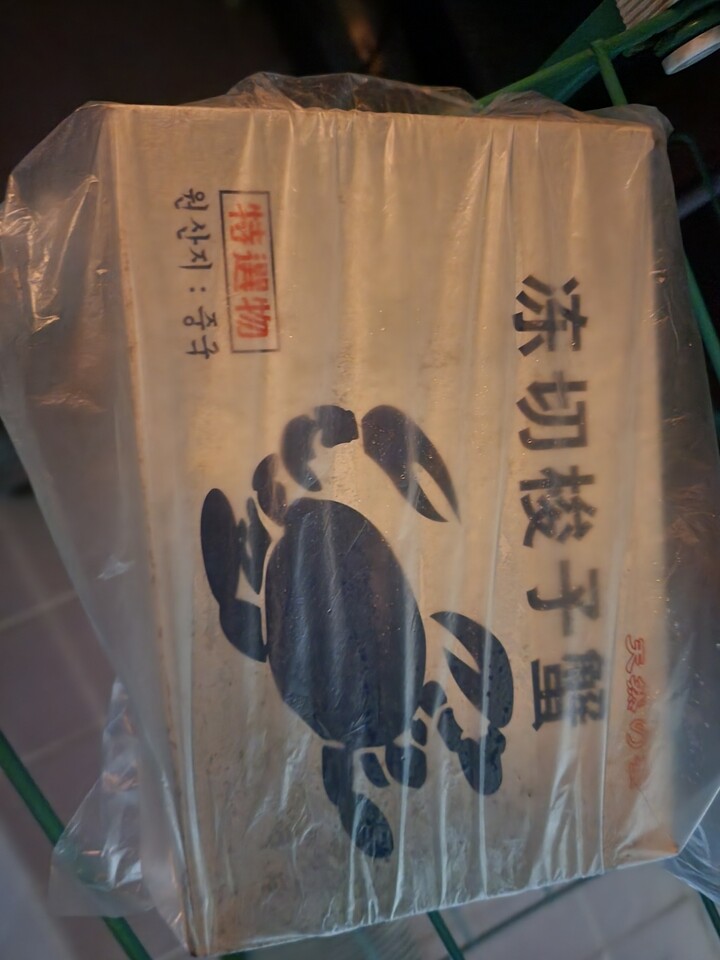 冻切梭子蟹
特選物
원산지 : 중국